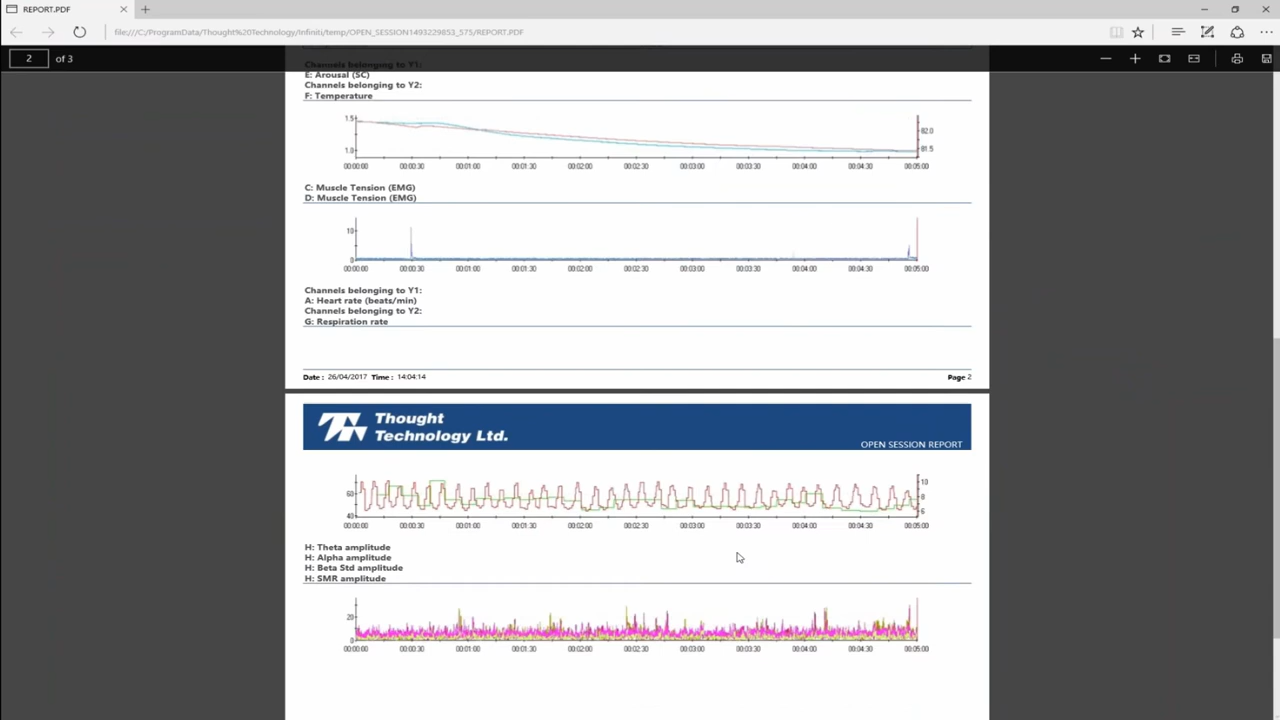 REPORT.PDF
file:///C:/ProgramData/Thought%20Technology/Infiniti/temp/OPEN_SESSION1493229853_575/REPORT.PDF
2 of 3
Channels belonging to Y1:
E: Arousal (SC)
Channels belonging to Y2:
F: Temperature
1.5
82.0
1.0
81.5
00:00:00 00:00:30 00:01:00 00:01:30 00:02:00 00:02:30 00:03:00 00:03:30 00:04:00 00:04:30 00:05:00
C: Muscle Tension (EMG)
D: Muscle Tension (EMG)
10
0
00:00:00 00:00:30 00:01:00 00:01:30 00:02:00 00:02:30 00:03:00 00:03:30 00:04:00 00:04:30 00:05:00
Channels belonging to Y1:
A: Heart rate (beats/min)
Channels belonging to Y2:
G: Respiration rate
Date : 26/04/2017 Time : 14:04:14 Page 2
Thought
Technology Ltd.
OPEN SESSION REPORT
10
60 8
40
00:00:00 00:00:30 00:01:00 00:01:30 00:02:00 00:02:30 00:03:00 00:03:30 00:04:00 00:04:30 00:05:00
H: Theta amplitude
H: Alpha amplitude
H: Beta Std amplitude
H: SMR amplitude
20
0
00:00:00 00:00:30 00:01:00 00:01:30 00:02:00 00:02:30 00:03:00 00:03:30 00:04:00 00:04:30 00:05:00